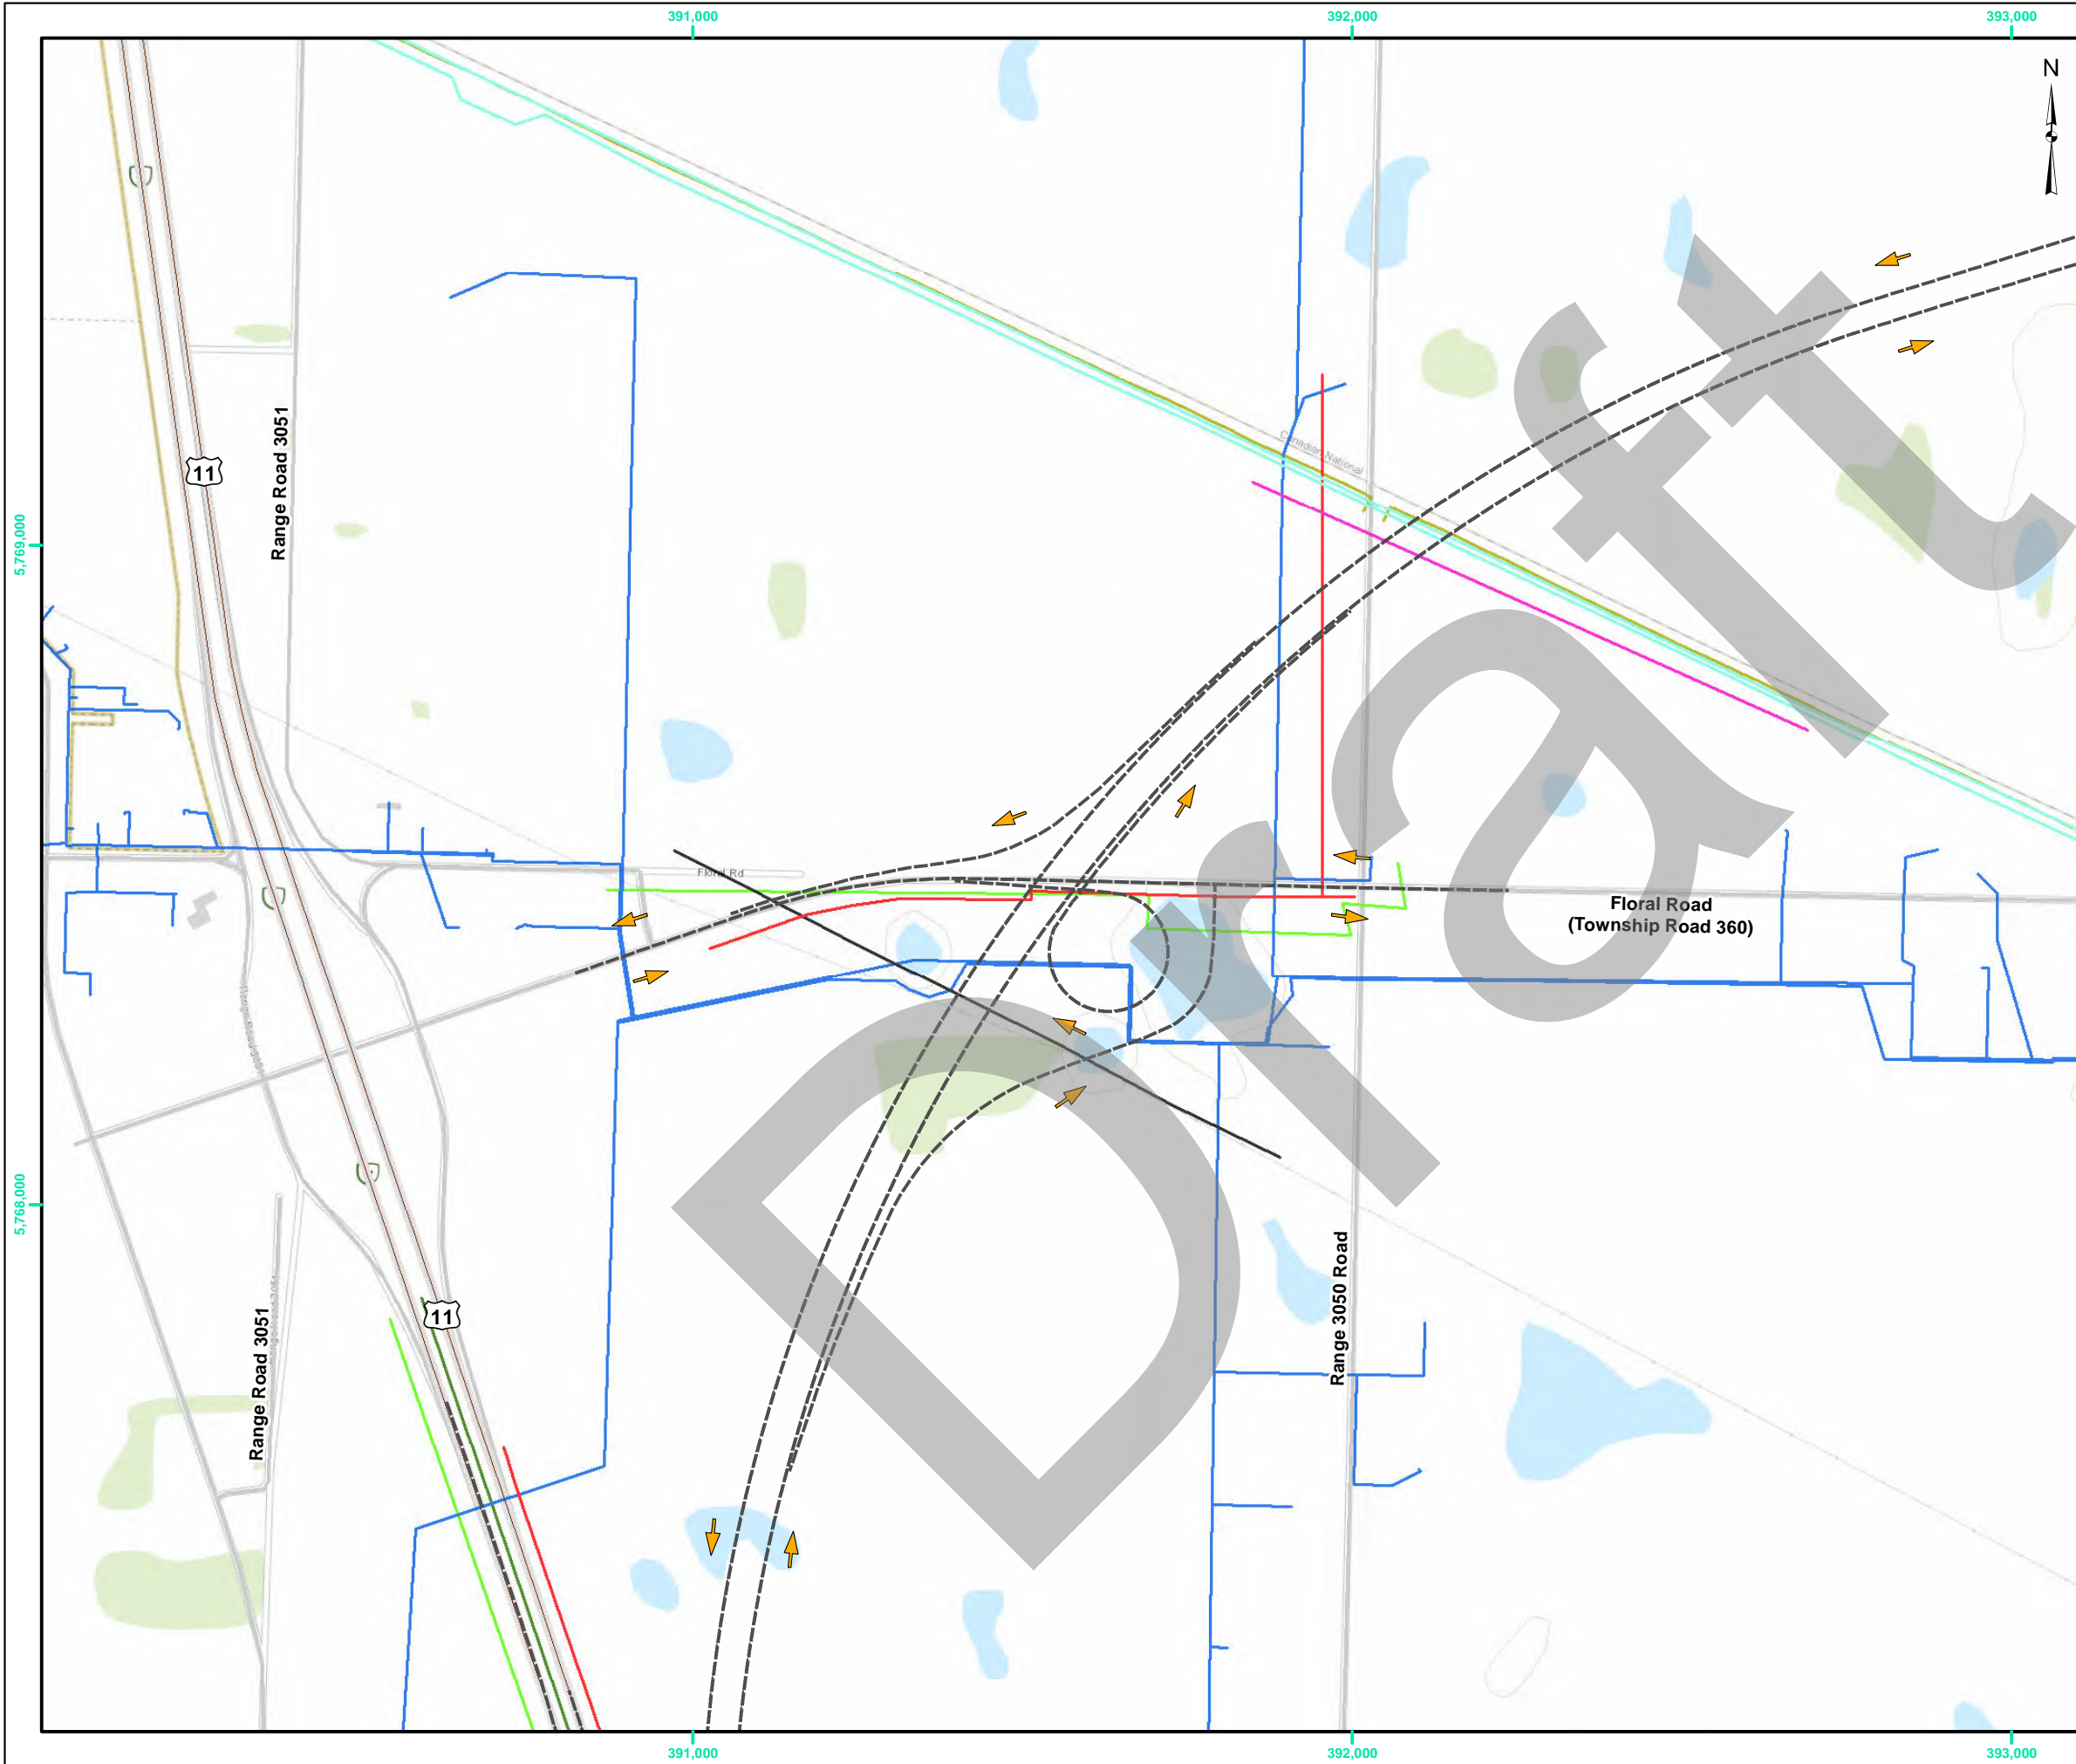 391,000
392,000
393,000
N
11
Range Road 3051
5,769,000
Canadian National
Floral Rd
Floral Road
(Township Road 360)
Draft
5,768,000
Range 3050 Road
11
Range Road 3051
391,000
392,000
393,000